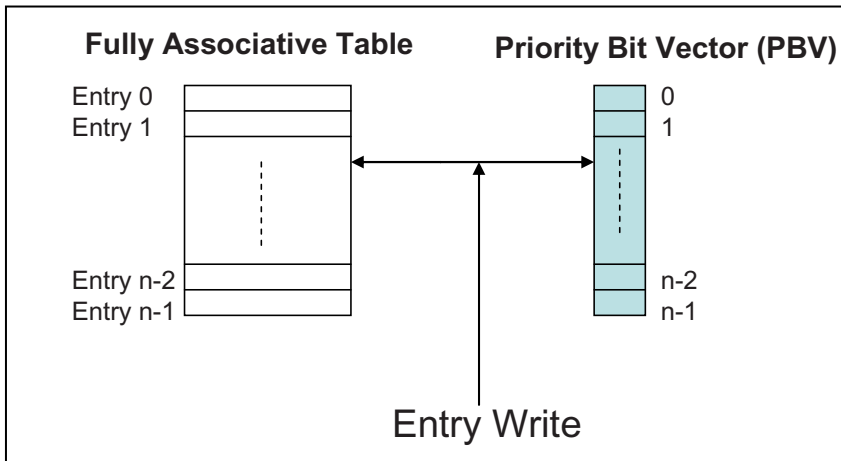 Fully Associative Table
Priority Bit Vector (PBV)
Entry 0
0
Entry 1
1
Entry n-2
n-2
Entry n-1
n-1
Entry Write